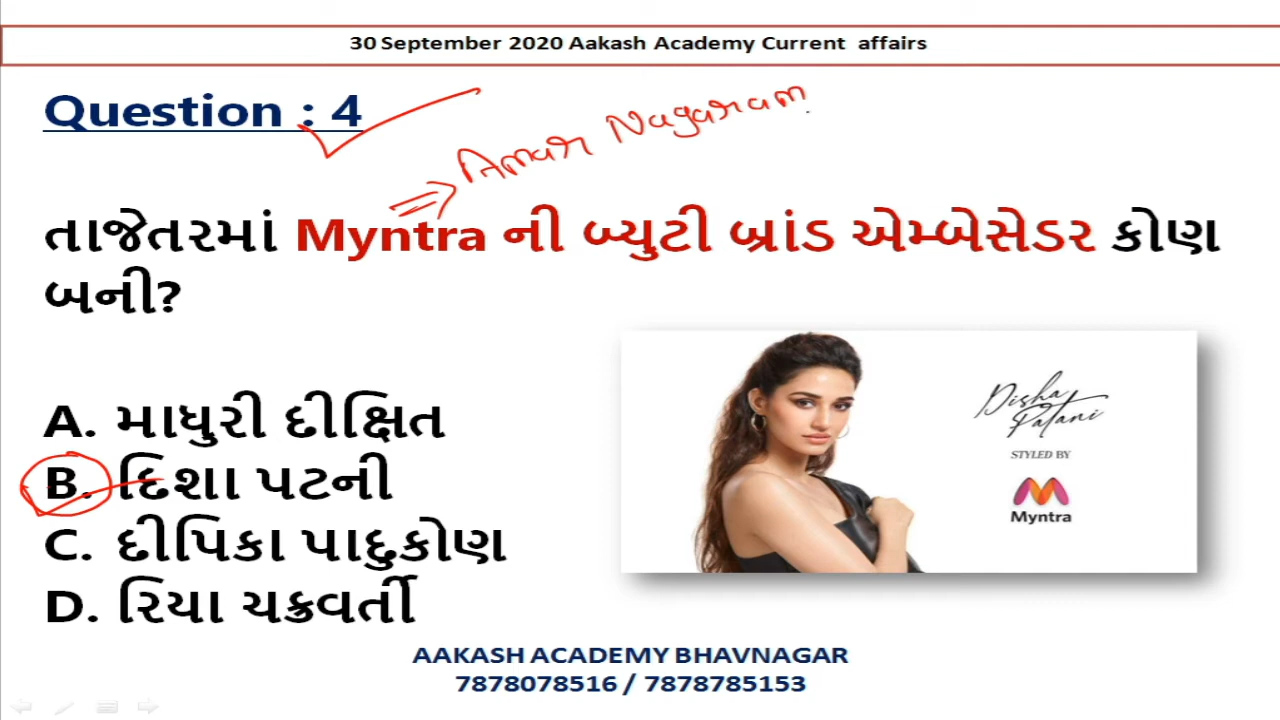 30 September 2020 Aakash Academy Current affairs
Question : 4
Amar Nagaram
તાજેતરમાં Myntra ની બ્યુટી બ્રાંડ એમ્બેસેડર કોણ
બની?
A. માધુરી દીક્ષિત
B. દિશા પટની
C. દીપિકા પાદુકોણ
D. રિયા ચક્રવર્તી
Disha
Patani
STYLED BY
Myntra
AAKASH ACADEMY BHAVNAGAR
7878078516 / 7878785153